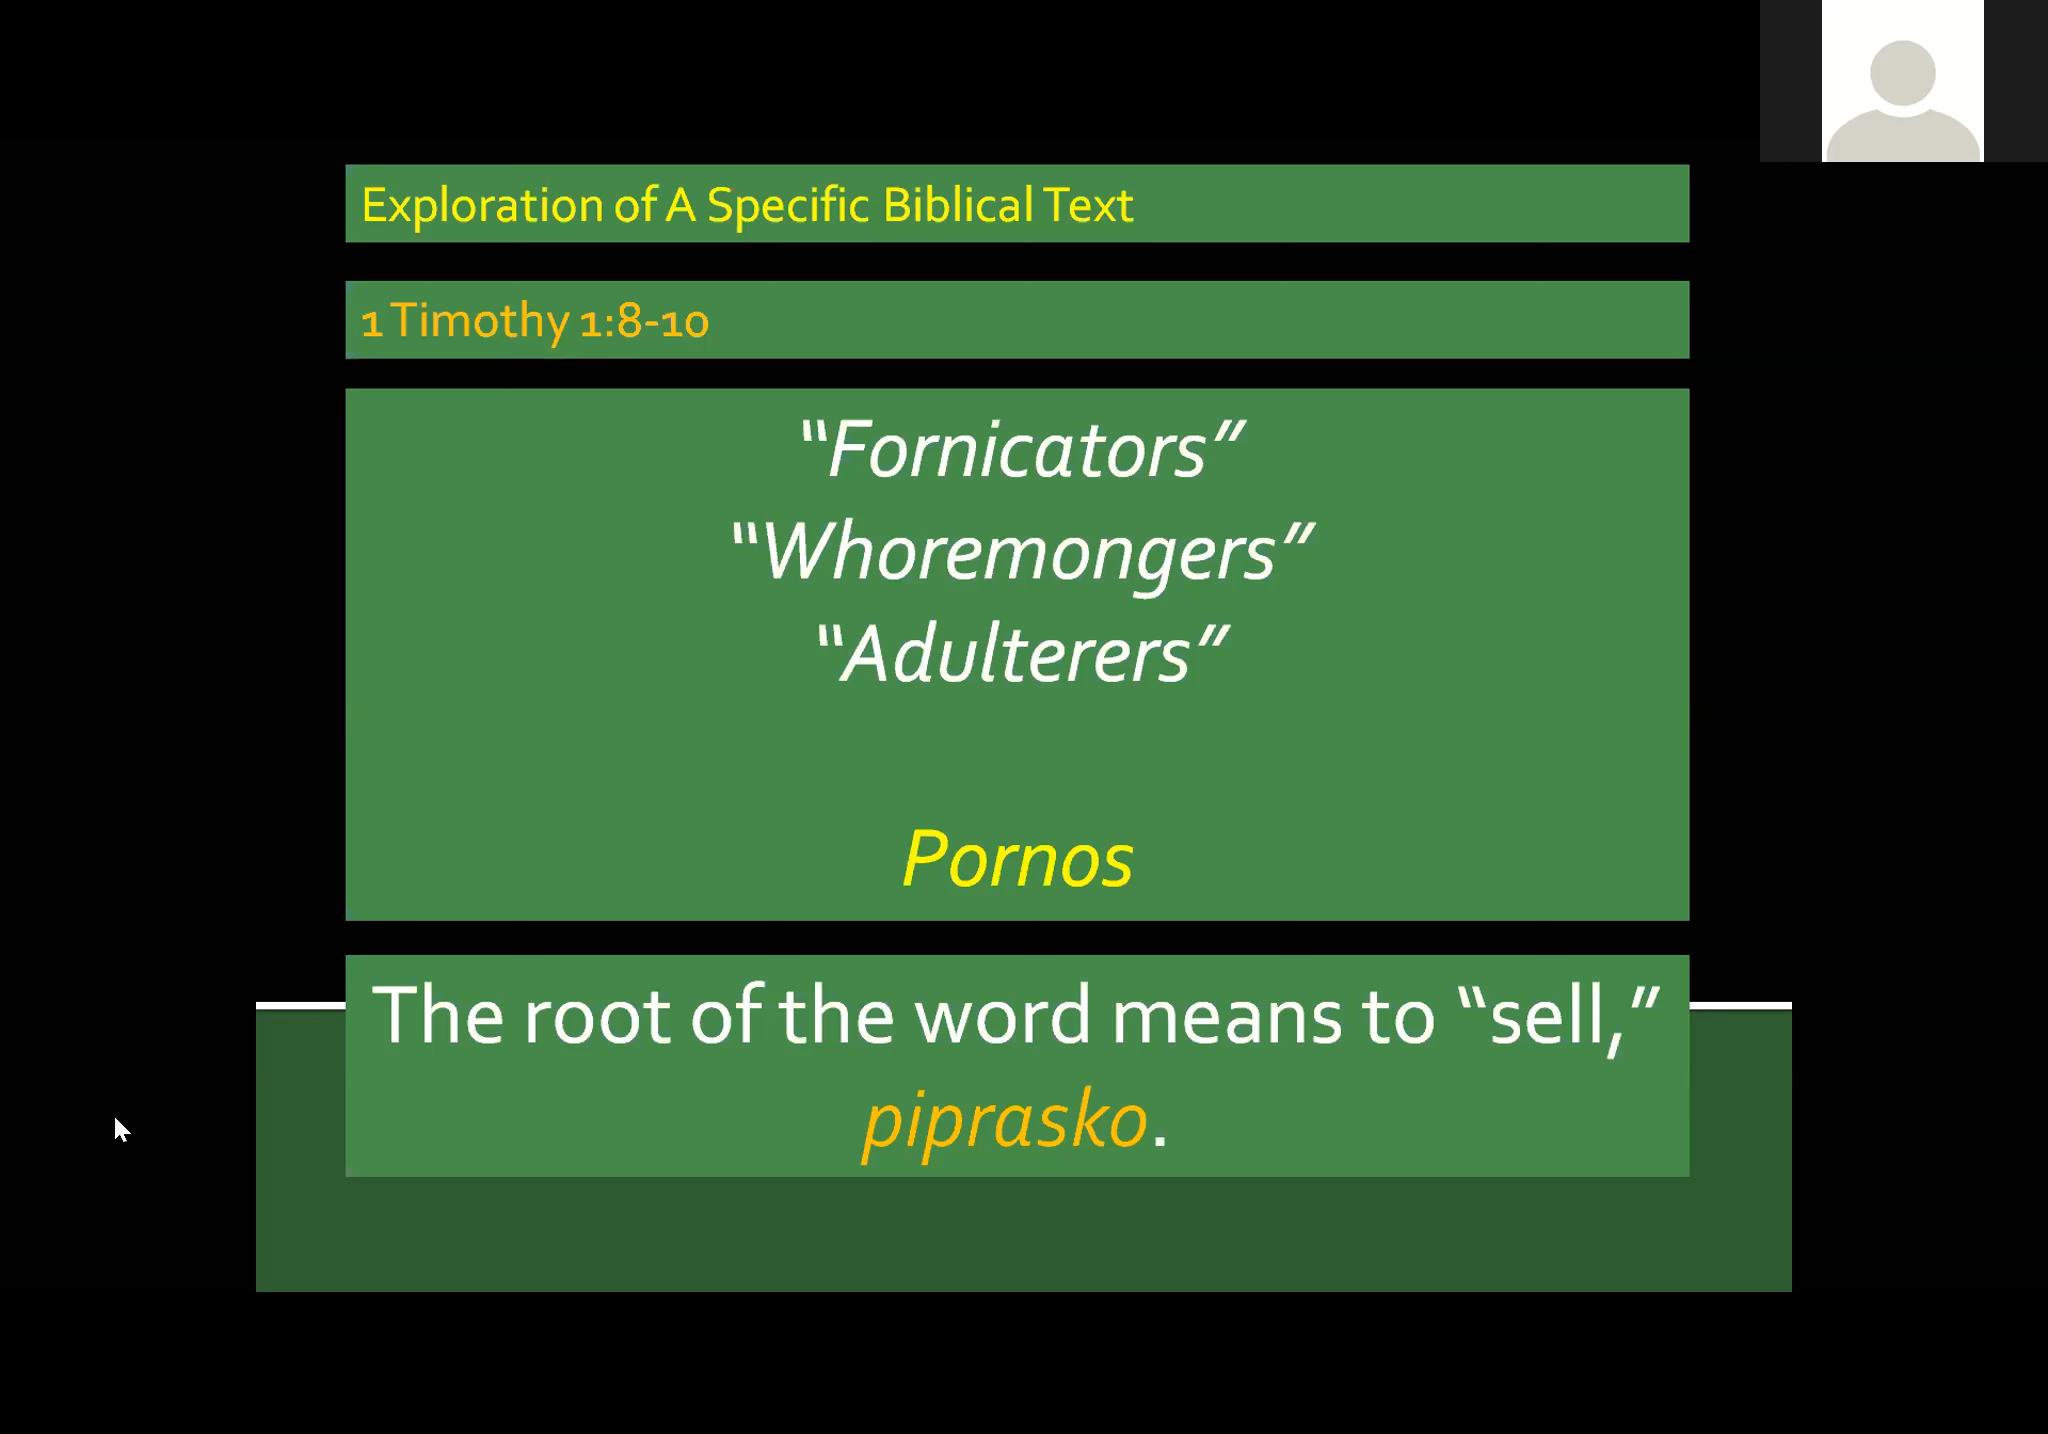 Exploration of A Specific Biblical Text
1 Timothy 1:8-10
“Fornicators”
“Whoremongers”
“Adulterers”
Pornos
The root of the word means to “sell,”
piprasko.